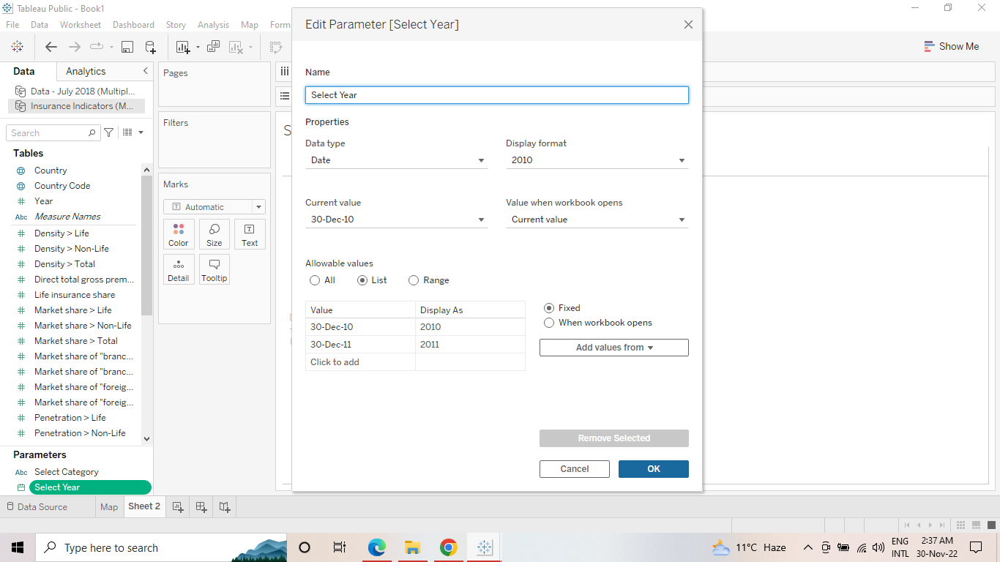 Tableau Public - Book1
File Data Worksheet Dashboard Story Analysis Map Form
Show Me
Data Analytics
Data - July 2018 (Multipl...
Insurance Indicators (M...
Search
Tables
Country
Country Code
Year
Abc Measure Names
Density > Life
Density > Non-Life
Density > Total
Direct total gross prem...
Life insurance share
Market share > Life
Market share > Non-Life
Market share > Total
Market share of "branc...
Market share of "branc...
Market share of "foreig...
Market share of "foreig...
Penetration > Life
Penetration > Non-Life
Parameters
Abc Select Category
Select Year
Pages
Filters
Marks
T Automatic
Color Size Text
Detail Tooltip
S
Edit Parameter [Select Year]
Name
Select Year
Properties
Data type Display format
Date 2010
Current value Value when workbook opens
30-Dec-10 Current value
Allowable values
All List Range
Value Display As
30-Dec-10 2010
30-Dec-11 2011
Click to add
Fixed
When workbook opens
Add values from
Remove Selected
Cancel OK
Data Source Map Sheet 2
Type here to search
11°C Haze
ENG
INTL
2:37 AM
30-Nov-22